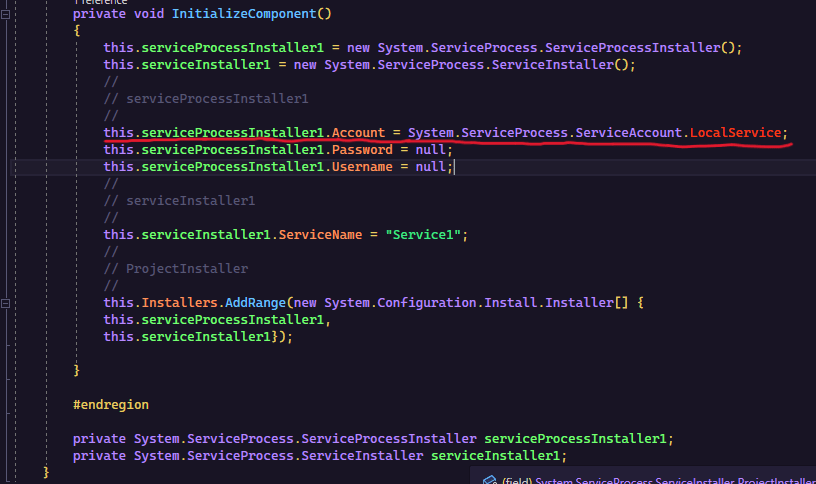 1 reference
private void InitializeComponent()
{
this.serviceProcessInstaller1 = new System.ServiceProcess.ServiceProcessInstaller();
this.serviceInstaller1 = new System.ServiceProcess.ServiceInstaller();
//
// serviceProcessInstaller1
//
this.serviceProcessInstaller1.Account = System.ServiceProcess.ServiceAccount.LocalService;
this.serviceProcessInstaller1.Password = null;
this.serviceProcessInstaller1.Username = null;
//
// serviceInstaller1
//
this.serviceInstaller1.ServiceName = "Service1";
//
// ProjectInstaller
//
this.Installers.AddRange(new System.Configuration.Install.Installer[] {
this.serviceProcessInstaller1,
this.serviceInstaller1});
}
#endregion
private System.ServiceProcess.ServiceProcessInstaller serviceProcessInstaller1;
private System.ServiceProcess.ServiceInstaller serviceInstaller1;
}
(field) System.ServiceProcess.ServiceInstaller ProjectInstaller